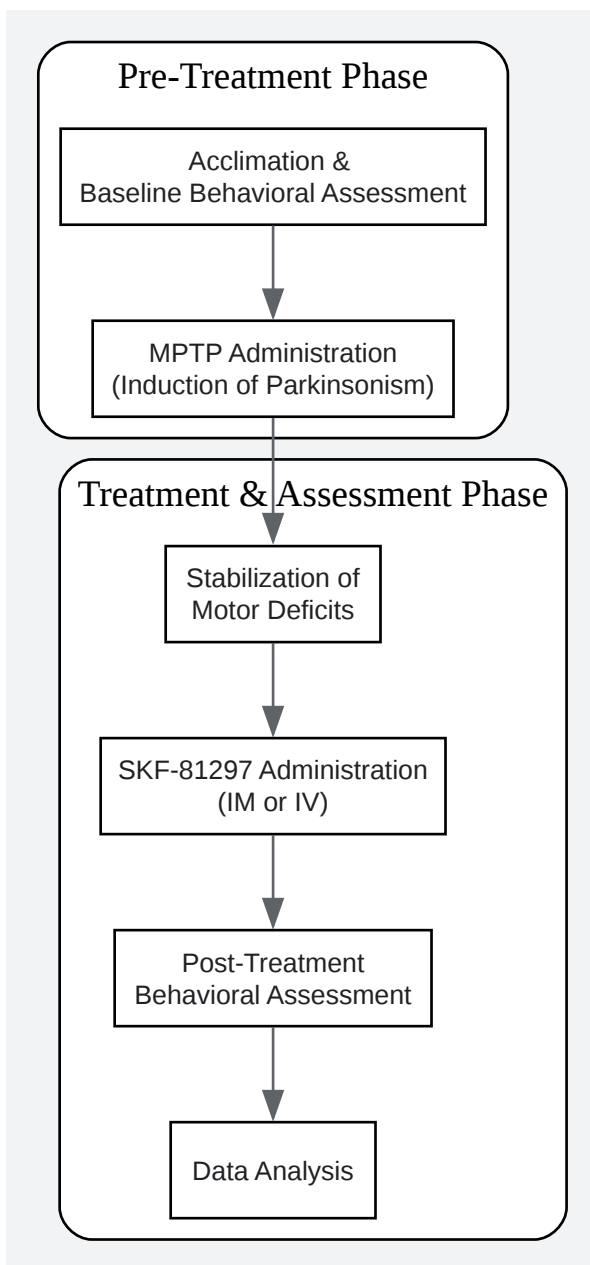 Pre-Treatment Phase
Acclimation &
Baseline Behavioral Assessment
MPTP Administration
(Induction of Parkinsonism)
Treatment & Assessment Phase
Stabilization of
Motor Deficits
SKF-81297 Administration
(IM or IV)
Post-Treatment
Behavioral Assessment
Data Analysis